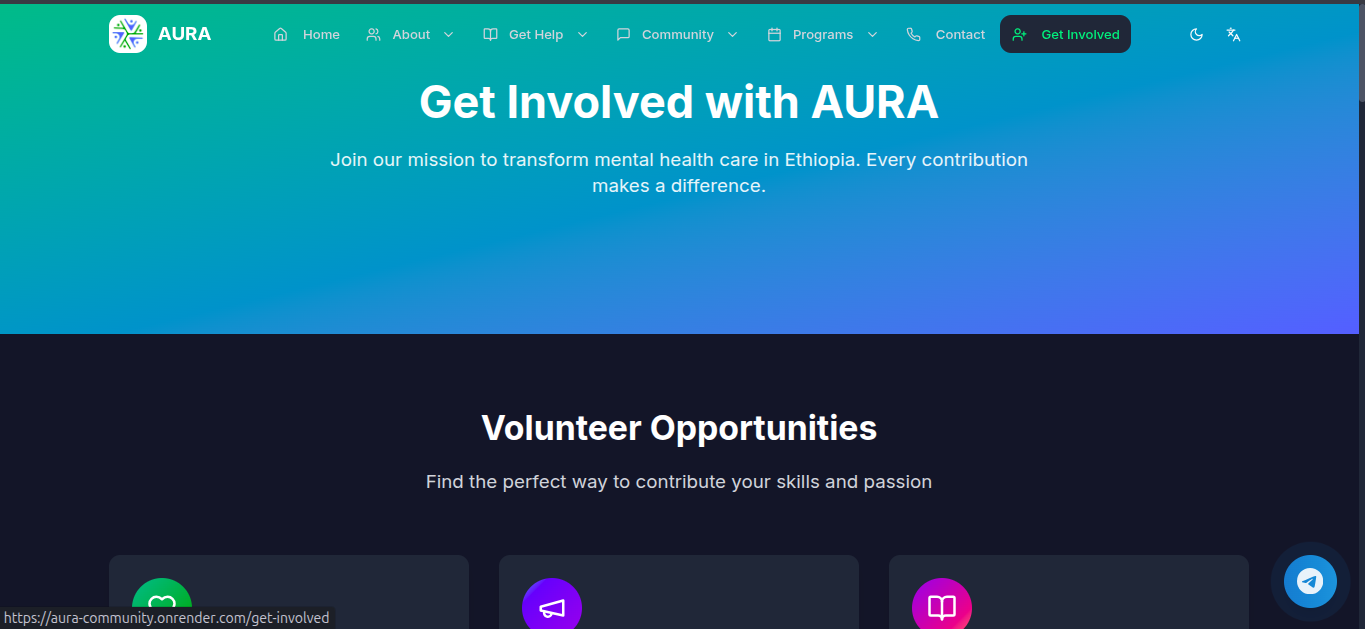 AURA
Home
About
Get Help
Community
Programs
Contact
Get Involved
Get Involved with AURA
Join our mission to transform mental health care in Ethiopia. Every contribution
makes a difference.
Volunteer Opportunities
Find the perfect way to contribute your skills and passion
https://aura-community.onrender.com/get-involved